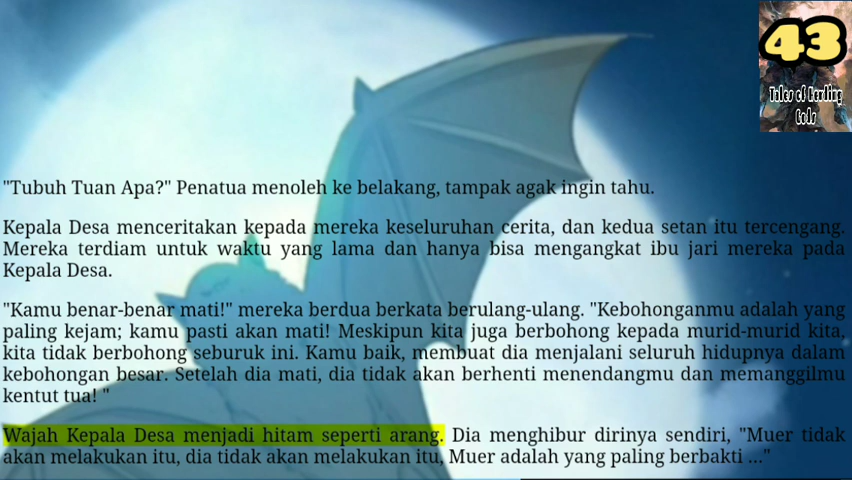 43
Tales of Herding
Gods
"Tubuh Tuan Apa?" Penatua menoleh ke belakang, tampak agak ingin tahu.
Kepala Desa menceritakan kepada mereka keseluruhan cerita, dan kedua setan itu tercengang.
Mereka terdiam untuk waktu yang lama dan hanya bisa mengangkat ibu jari mereka pada
Kepala Desa.
"Kamu benar-benar mati!" mereka berdua berkata berulang-ulang. "Kebohonganmu adalah yang
paling kejam; kamu pasti akan mati! Meskipun kita juga berbohong kepada murid-murid kita,
kita tidak berbohong seburuk ini. Kamu baik, membuat dia menjalani seluruh hidupnya dalam
kebohongan besar. Setelah dia mati, dia tidak akan berhenti menendangmu dan memanggilmu
kentut tua! "
Wajah Kepala Desa menjadi hitam seperti arang. Dia menghibur dirinya sendiri, "Muer tidak
akan melakukan itu, dia tidak akan melakukan itu, Muer adalah yang paling berbakti ..."